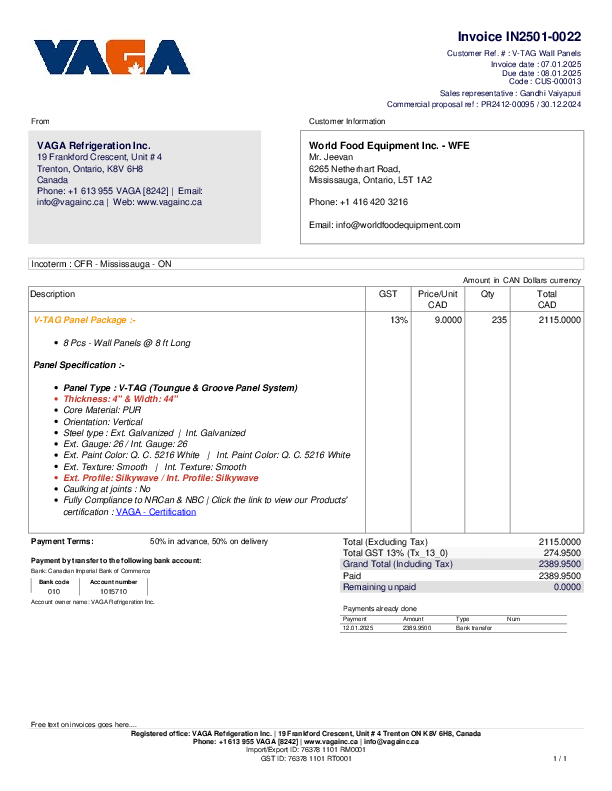 VAGA
Invoice IN2501-0022
Customer Ref. # : V-TAG Wall Panels
Invoice date : 07.01.2025
Due date : 08.01.2025
Code : CUS-000013
Sales representative : Gandhi Vaiyapuri
Commercial proposal ref : PR2412-00095 / 30.12.2024
From
VAGA Refrigeration Inc.
19 Frankford Crescent, Unit # 4
Trenton, Ontario, K8V 6H8
Canada
Phone: +1 613 955 VAGA [8242] | Email:
info@vagainc.ca | Web: www.vagainc.ca
Customer Information
World Food Equipment Inc. - WFE
Mr. Jeevan
6265 Netherhart Road,
Mississauga, Ontario, L5T 1A2
Phone: +1 416 420 3216
Email: info@worldfoodequipment.com
Incoterm : CFR - Mississauga - ON
Amount in CAN Dollars currency
Description GST Price/Unit CAD Qty Total CAD
V-TAG Panel Package :- 13% 9.0000 235 2115.0000
• 8 Pcs - Wall Panels @ 8 ft Long
Panel Specification :-
• Panel Type : V-TAG (Toungue & Groove Panel System)
• Thickness: 4" & Width: 44"
• Core Material: PUR
• Orientation: Vertical
• Steel type : Ext. Galvanized | Int. Galvanized
• Ext. Gauge: 26 / Int. Gauge: 26
• Ext. Paint Color: Q. C. 5216 White | Int. Paint Color: Q. C. 5216 White
• Ext. Texture: Smooth | Int. Texture: Smooth
• Ext. Profile: Silkywave / Int. Profile: Silkywave
• Caulking at joints : No
• Fully Compliance to NRCan & NBC | Click the link to view our Products'
certification : VAGA - Certification
Payment Terms: 50% in advance, 50% on delivery
Payment by transfer to the following bank account:
Bank: Canadian Imperial Bank of Commerce
Bank code Account number
010 1015710
Account owner name: VAGA Refrigeration Inc.
Total (Excluding Tax) 2115.0000
Total GST 13% (Tx_13_0) 274.9500
Grand Total (Including Tax) 2389.9500
Paid 2389.9500
Remaining unpaid 0.0000
Payments already done
Payment Amount Type Num
12.01.2025 2389.9500 Bank transfer
Free text on invoices goes here....
Registered office: VAGA Refrigeration Inc. | 19 Frankford Crescent, Unit # 4 Trenton ON K8V 6H8, Canada
Phone: +1 613 955 VAGA [8242] | www.vagainc.ca | info@vagainc.ca
Import/Export ID: 76378 1101 RM0001
GST ID: 76378 1101 RT0001
1 / 1